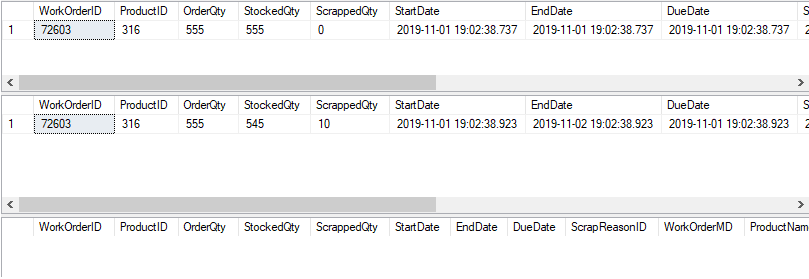 WorkOrderID ProductID OrderQty StockedQty ScrappedQty StartDate EndDate DueDate S
1 72603 316 555 555 0 2019-11-01 19:02:38.737 2019-11-01 19:02:38.737 2019-11-01 19:02:38.737 2
WorkOrderID ProductID OrderQty StockedQty ScrappedQty StartDate EndDate DueDate S
1 72603 316 555 545 10 2019-11-01 19:02:38.923 2019-11-02 19:02:38.923 2019-11-01 19:02:38.923 2
WorkOrderID ProductID OrderQty StockedQty ScrappedQty StartDate EndDate DueDate ScrapReasonID WorkOrderMD ProductNam